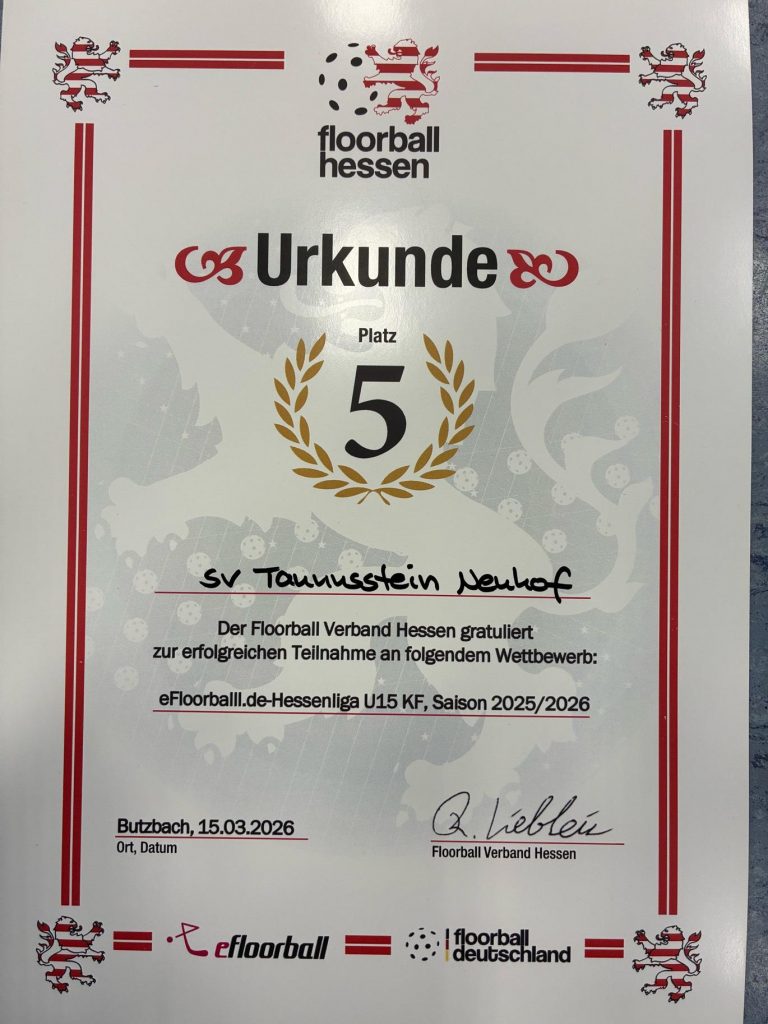 floorball
hessen
Urkunde
Platz
5
SV Taunusstein Neuhof
Der Floorball Verband Hessen gratuliert
zur erfolgreichen Teilnahme an folgendem Wettbewerb:
eFloorballl.de-Hessenliga U15 KF, Saison 2025/2026
Butzbach, 15.03.2026
Ort, Datum
R. Liebleis
Floorball Verband Hessen
efloorball
floorball
deutschland